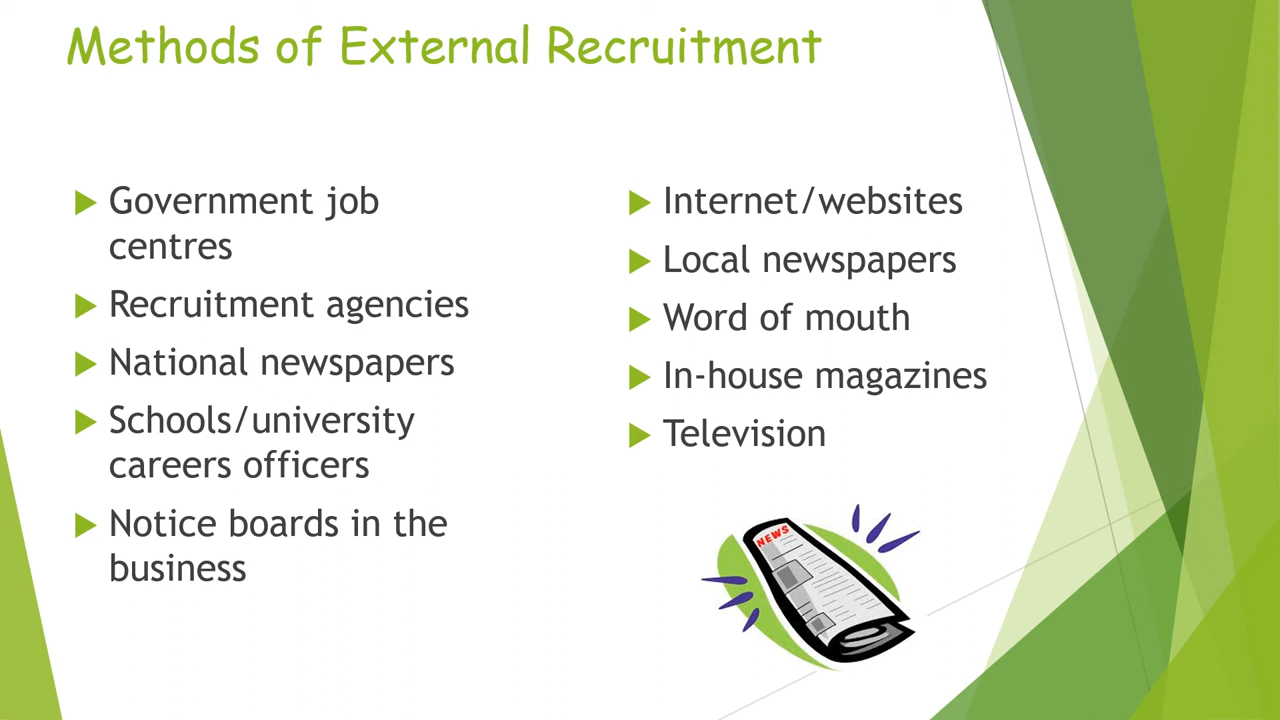 Methods of External Recruitment
Government job
centres
Recruitment agencies
National newspapers
Schools/university
careers officers
Notice boards in the
business
Internet/websites
Local newspapers
Word of mouth
In-house magazines
Television
NEWS